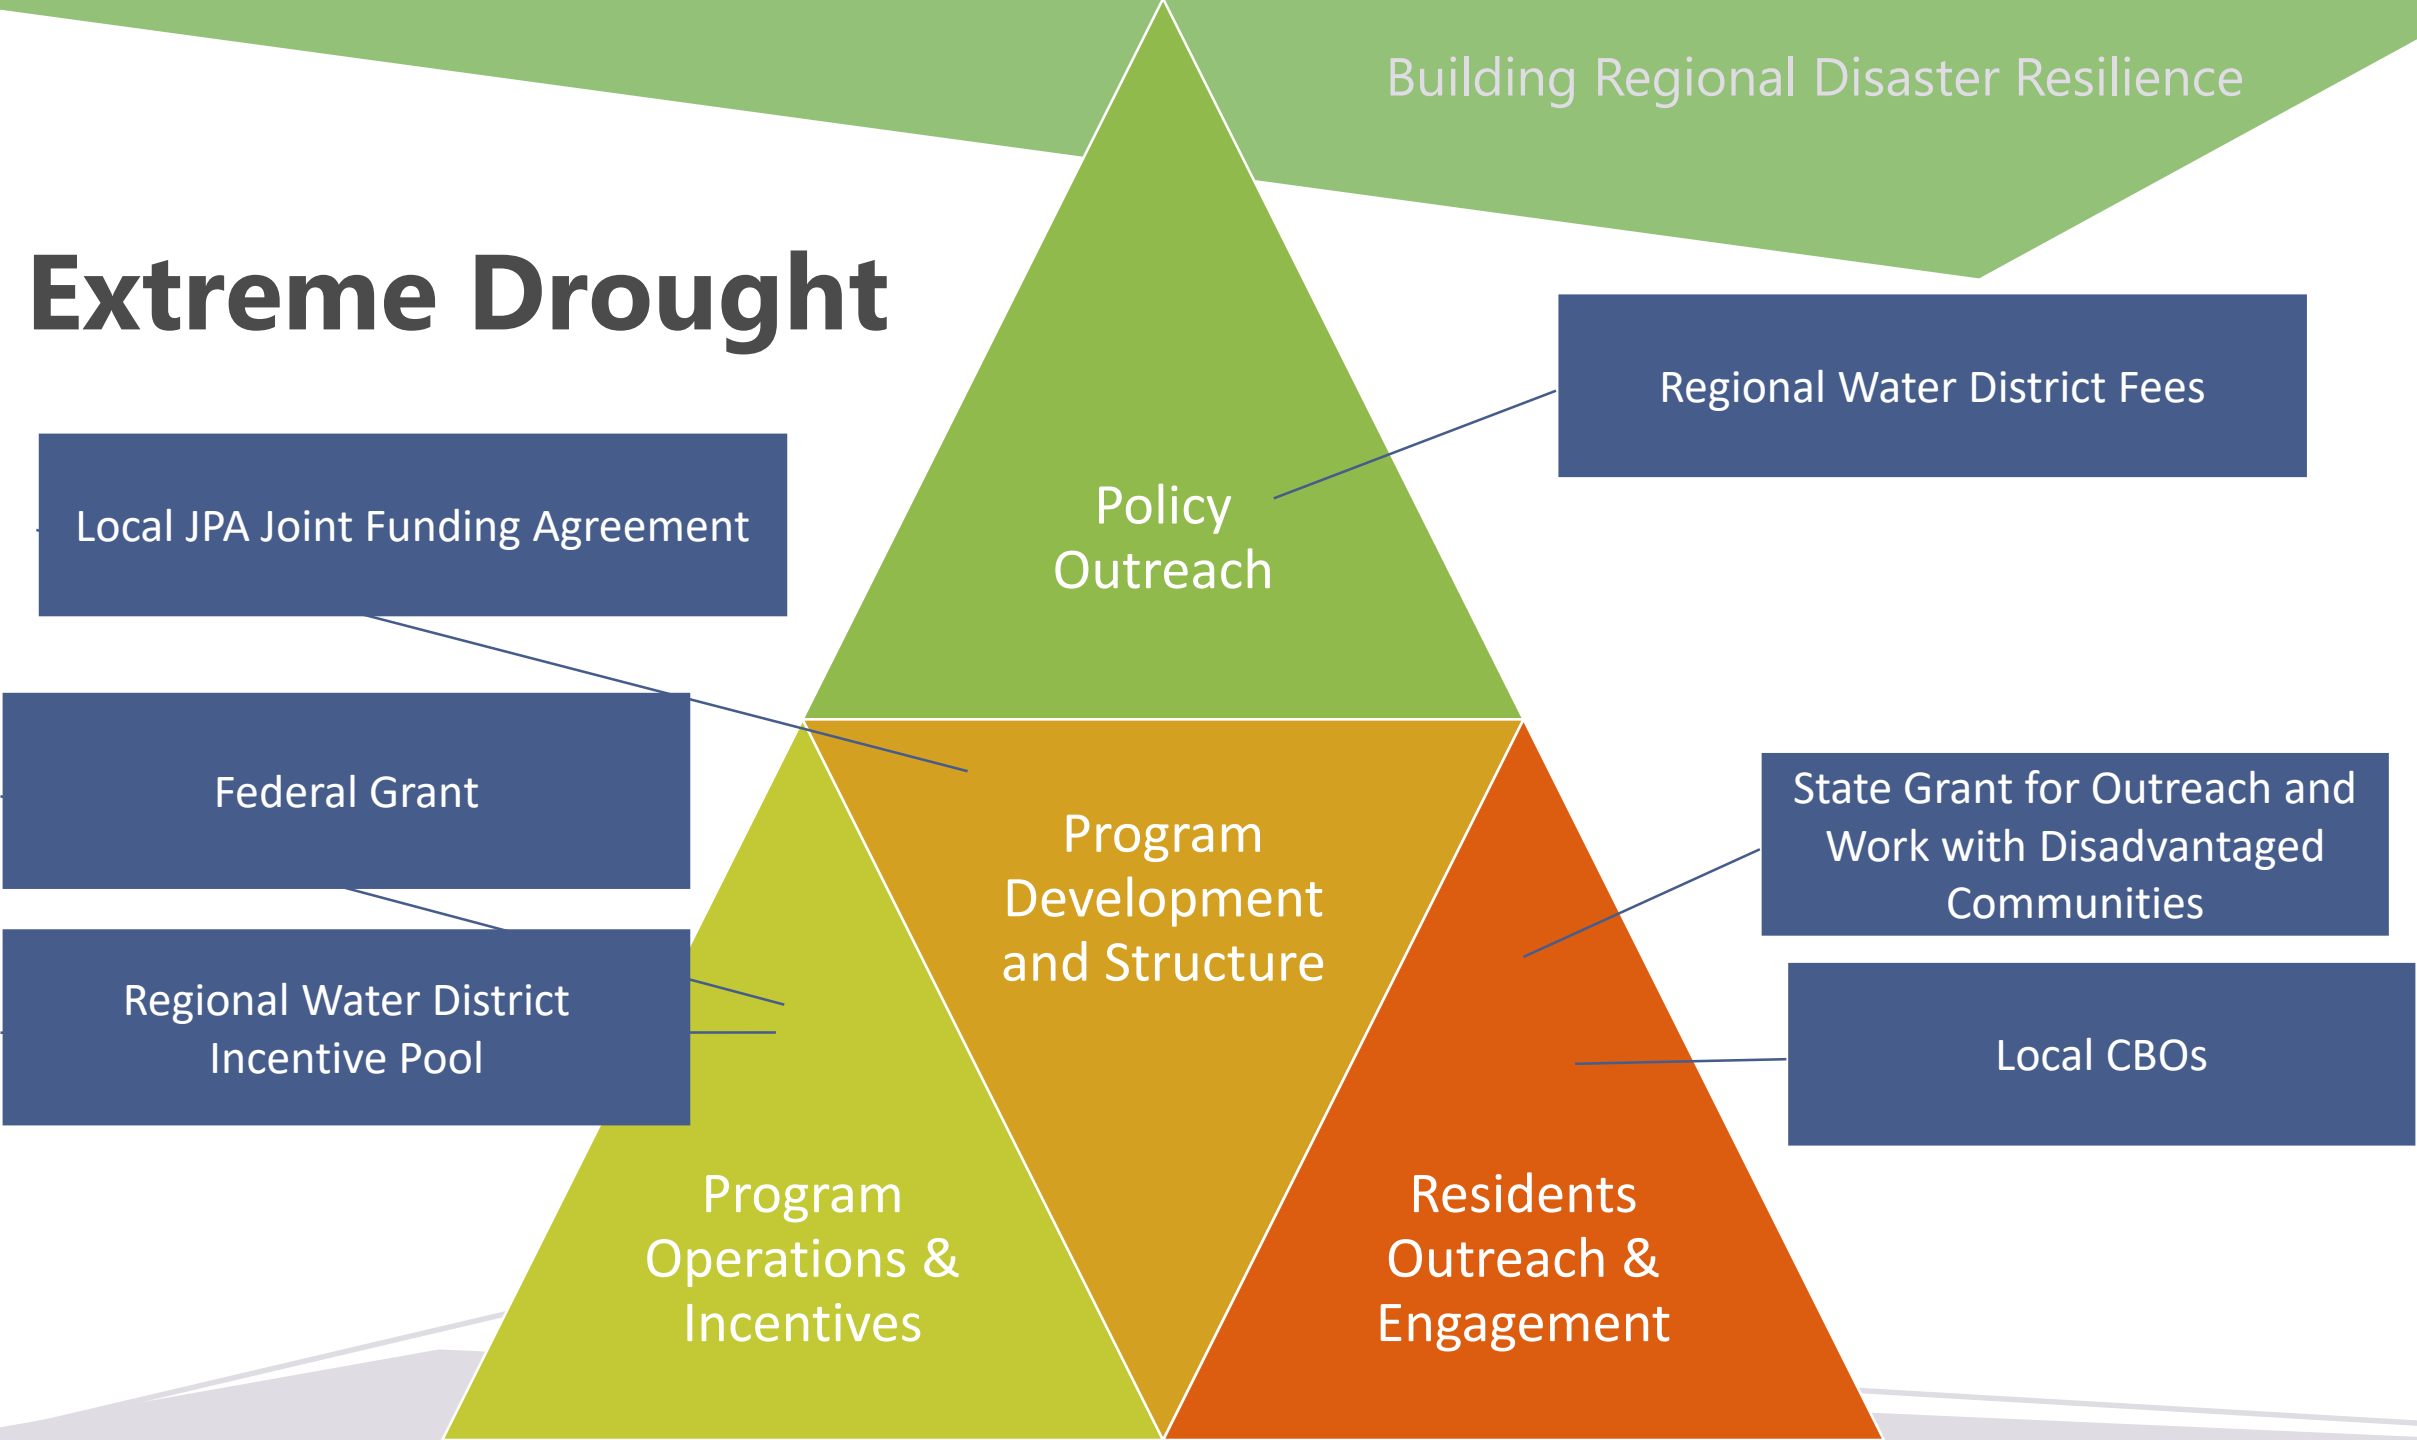 Building Regional Disaster Resilience
Extreme Drought
Regional Water District Fees
Local JPA Joint Funding Agreement
Policy
Outreach
Federal Grant
Program
Development
and Structure
State Grant for Outreach and
Work with Disadvantaged
Communities
Regional Water District
Incentive Pool
Local CBOs
Program
Operations &
Incentives
Residents
Outreach &
Engagement